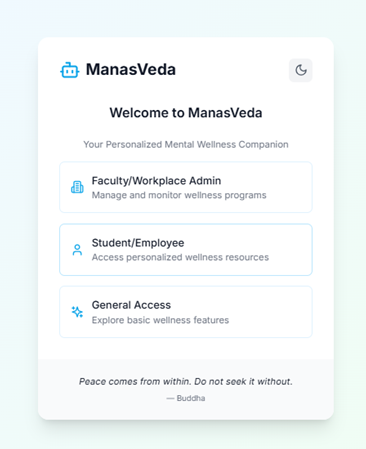 ManasVeda
Welcome to ManasVeda
Your Personalized Mental Wellness Companion
Faculty/Workplace Admin
Manage and monitor wellness programs
Student/Employee
Access personalized wellness resources
General Access
Explore basic wellness features
Peace comes from within. Do not seek it without.
— Buddha